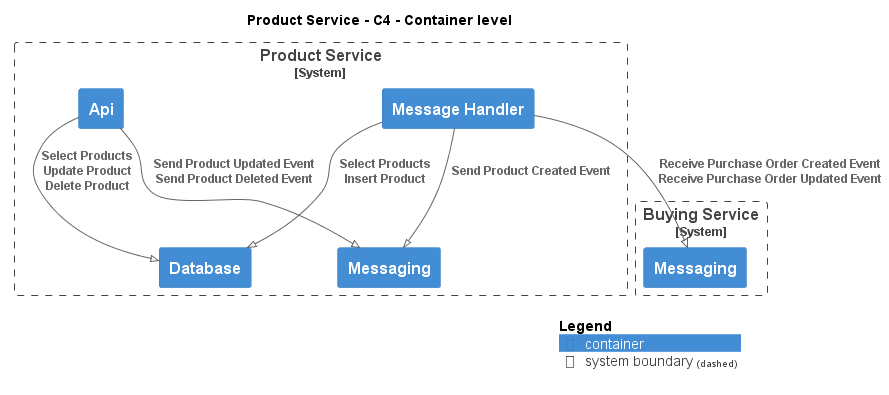 Product Service - C4 - Container level
Product Service
[System]
Api
Message Handler
Select Products
Update Product
Delete Product
Send Product Updated Event
Send Product Deleted Event
Select Products
Insert Product
Send Product Created Event
Receive Purchase Order Created Event
Receive Purchase Order Updated Event
Buying Service
[System]
Database
Messaging
Messaging
Legend
container
system boundary (dashed)